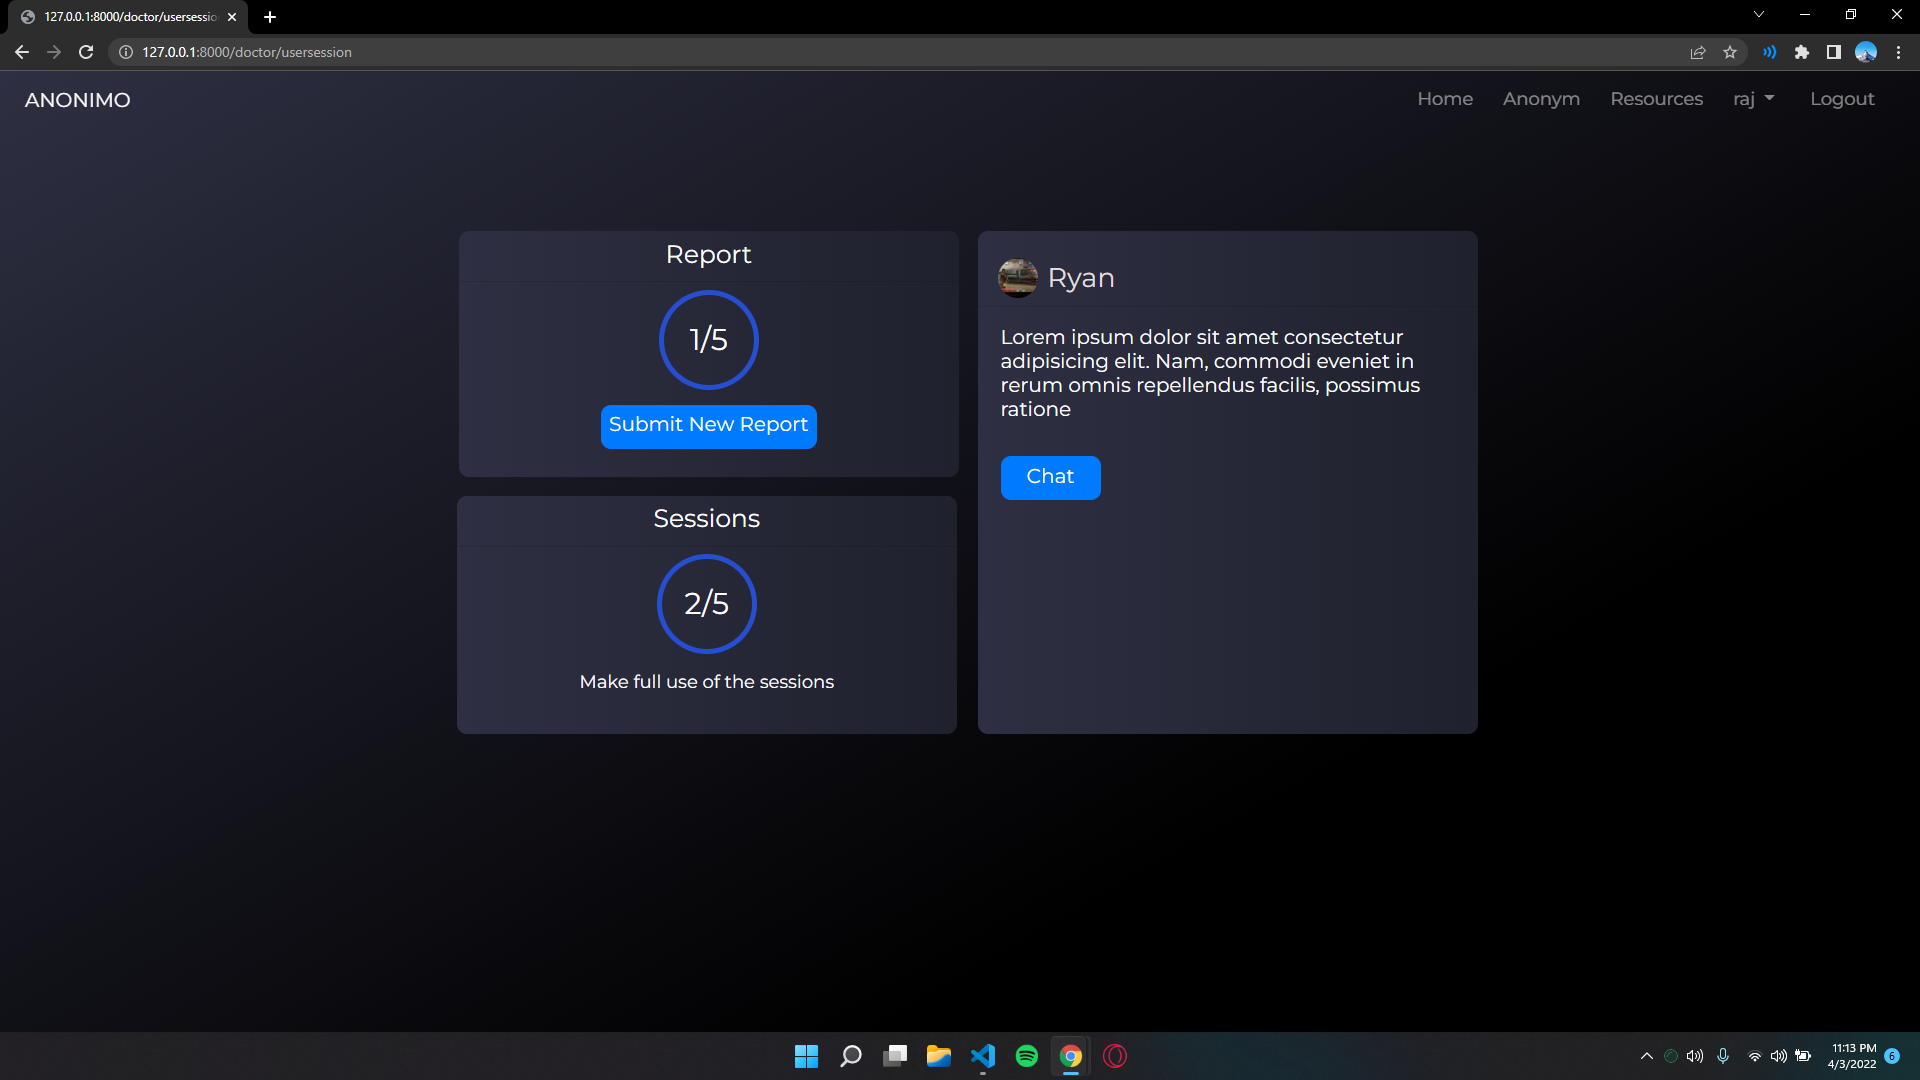 127.0.0.1:8000/doctor/usersessio
127.0.0.1:8000/doctor/usersession
ANONIMO
Home
Anonym
Resources
raj
Logout
Report
1/5
Submit New Report
Sessions
2/5
Make full use of the sessions
Ryan
Lorem ipsum dolor sit amet consectetur
adipisicing elit. Nam, commodi eveniet in
rerum omnis repellendus facilis, possimus
ratione
Chat
11:13 PM
4/3/2022
6